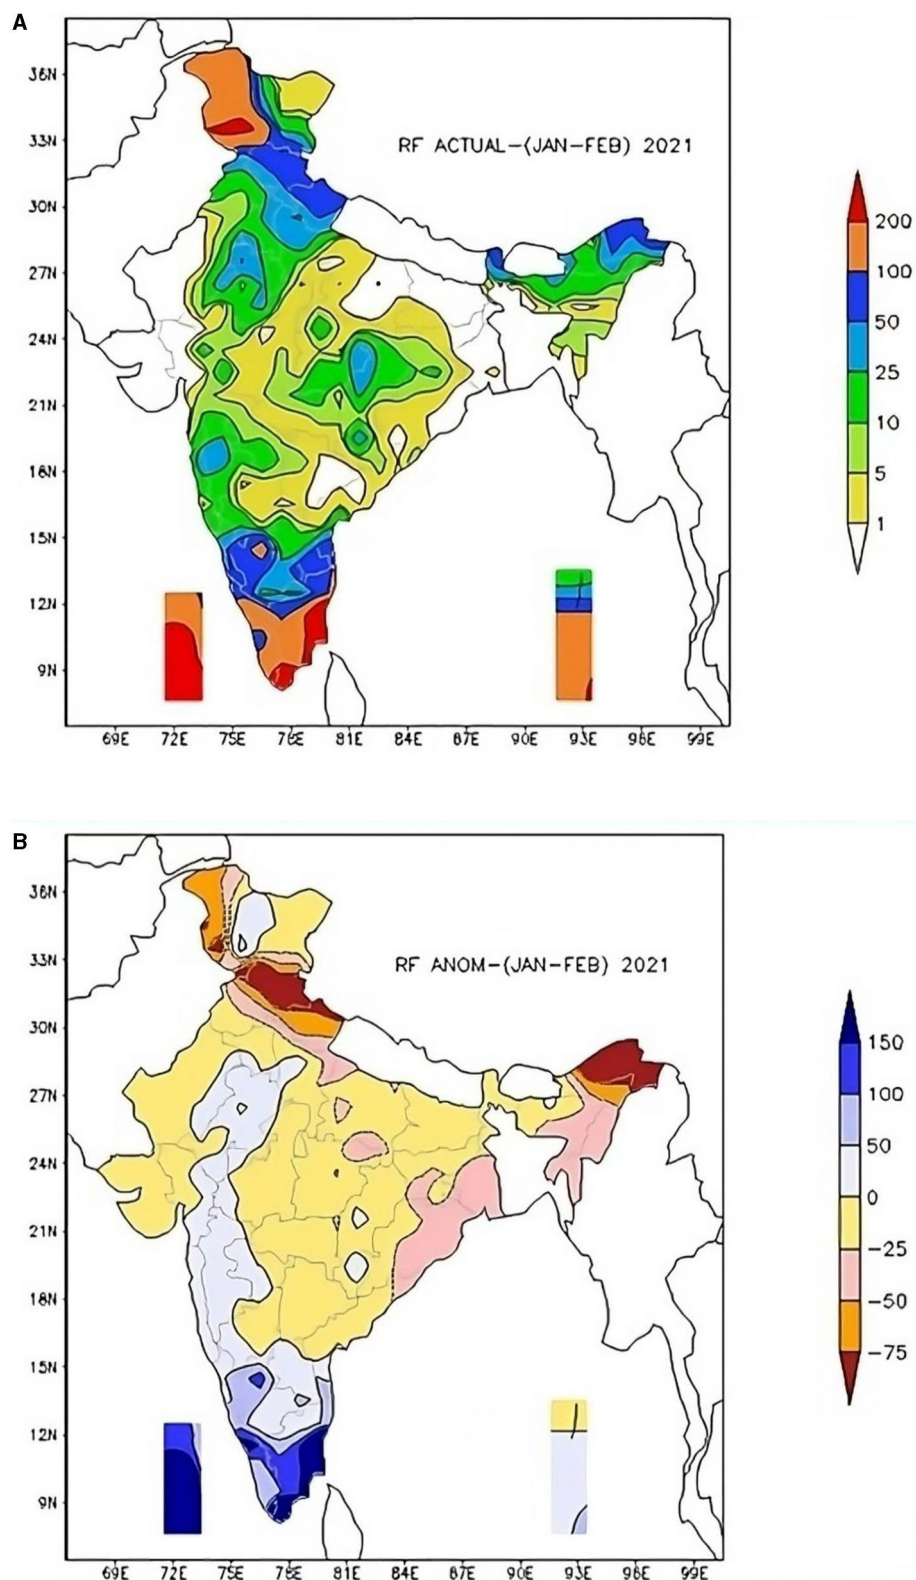 A
36N
33N
30N
27N
24N
21N
18N
15N
12N
9N
RF ACTUAL-(JAN-FEB) 2021
200
100
50
25
10
5
1
69E 72E 75E 78E 81E 84E 87E 90E 93E 96E 99E
B
36N
33N
30N
27N
24N
21N
18N
15N
12N
9N
RF ANOM-(JAN-FEB) 2021
150
100
50
0
-25
-50
-75
69E 72E 75E 78E 81E 84E 87E 90E 93E 96E 99E